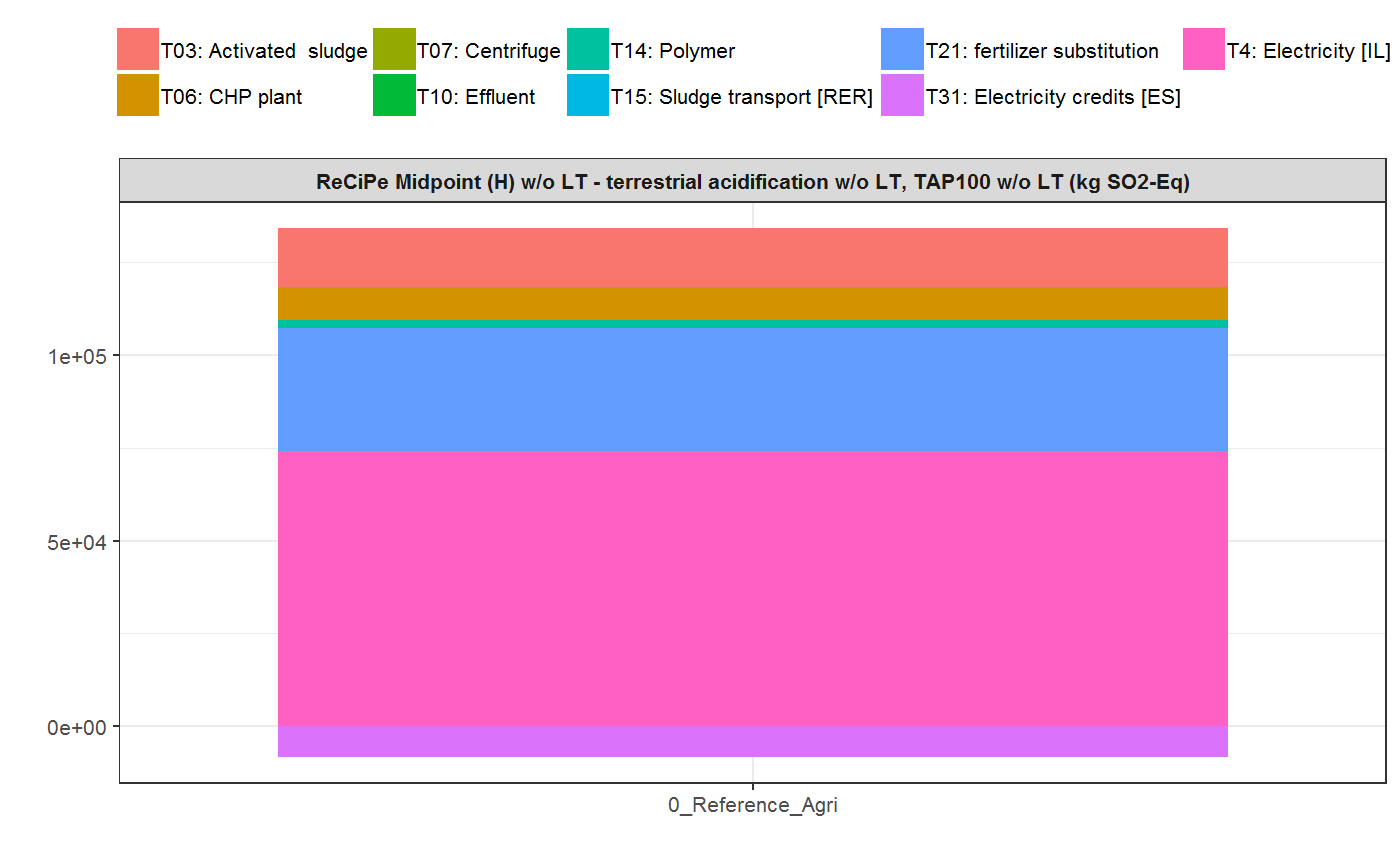 T03: Activated  sludge T07: Centrifuge T14: Polymer T21: fertilizer substitution T4: Electricity [IL]
T06: CHP plant T10: Effluent T15: Sludge transport [RER] T31: Electricity credits [ES]
ReCiPe Midpoint (H) w/o LT - terrestrial acidification w/o LT, TAP100 w/o LT (kg SO2-Eq)
1e+05
5e+04
0e+00
0_Reference_Agri